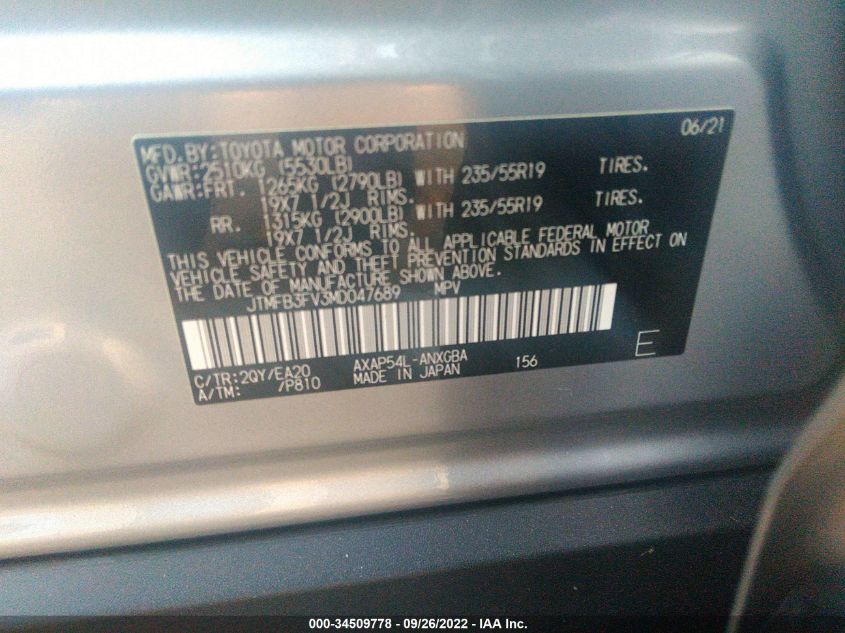 06/21
MFD.BY:TOYOTA MOTOR CORPORATION
GVWR:2510KG (5530LB)
GAWR:FRT. 1265KG (2790LB) WITH 235/55R19 TIRES.
19X7 1/2J RIMS.
RR. 1315KG (2900LB) WITH 235/55R19 TIRES.
19X7 1/2J RIMS.
THIS VEHICLE CONFORMS TO ALL APPLICABLE FEDERAL MOTOR
VEHICLE SAFETY AND THEFT PREVENTION STANDARDS IN EFFECT ON
THE DATE OF MANUFACTURE SHOWN ABOVE.
JTMFB3FV3MD047689 MPV
C/TR:2QY/EA20 AXAP54L-ANXGBA 156 E
A/TM: /P810 MADE IN JAPAN
000-34509778 - 09/26/2022 - IAA Inc.